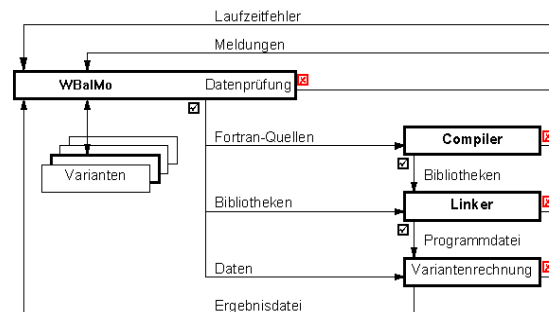 Laufzeitfehler
Meldungen
WBalMo Datenprüfung
Fortran-Quellen Compiler
Varianten Bibliotheken
Bibliotheken Linker
Programmdatei
Daten Variantenrechnung
Ergebnisdatei